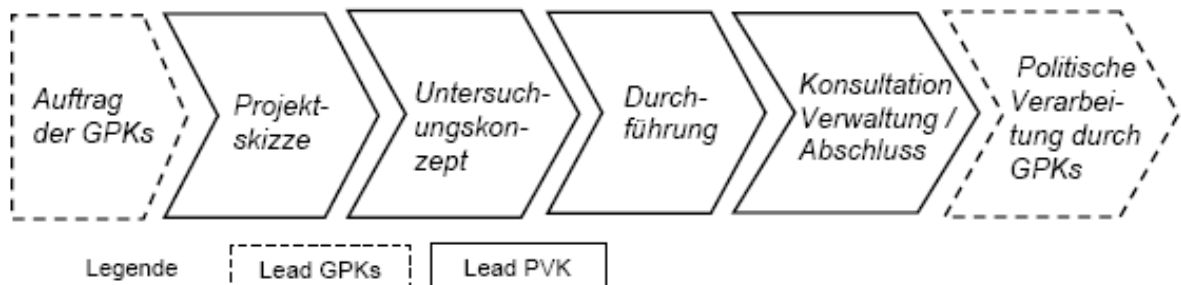 Auftrag
der GPKs
Projekt-
skizze
Untersuch-
ungskon-
zept
Durch-
führung
Konsultation
Verwaltung /
Abschluss
Politische
Verarbei-
tung durch
GPKs
Legende
Lead GPKs
Lead PVK